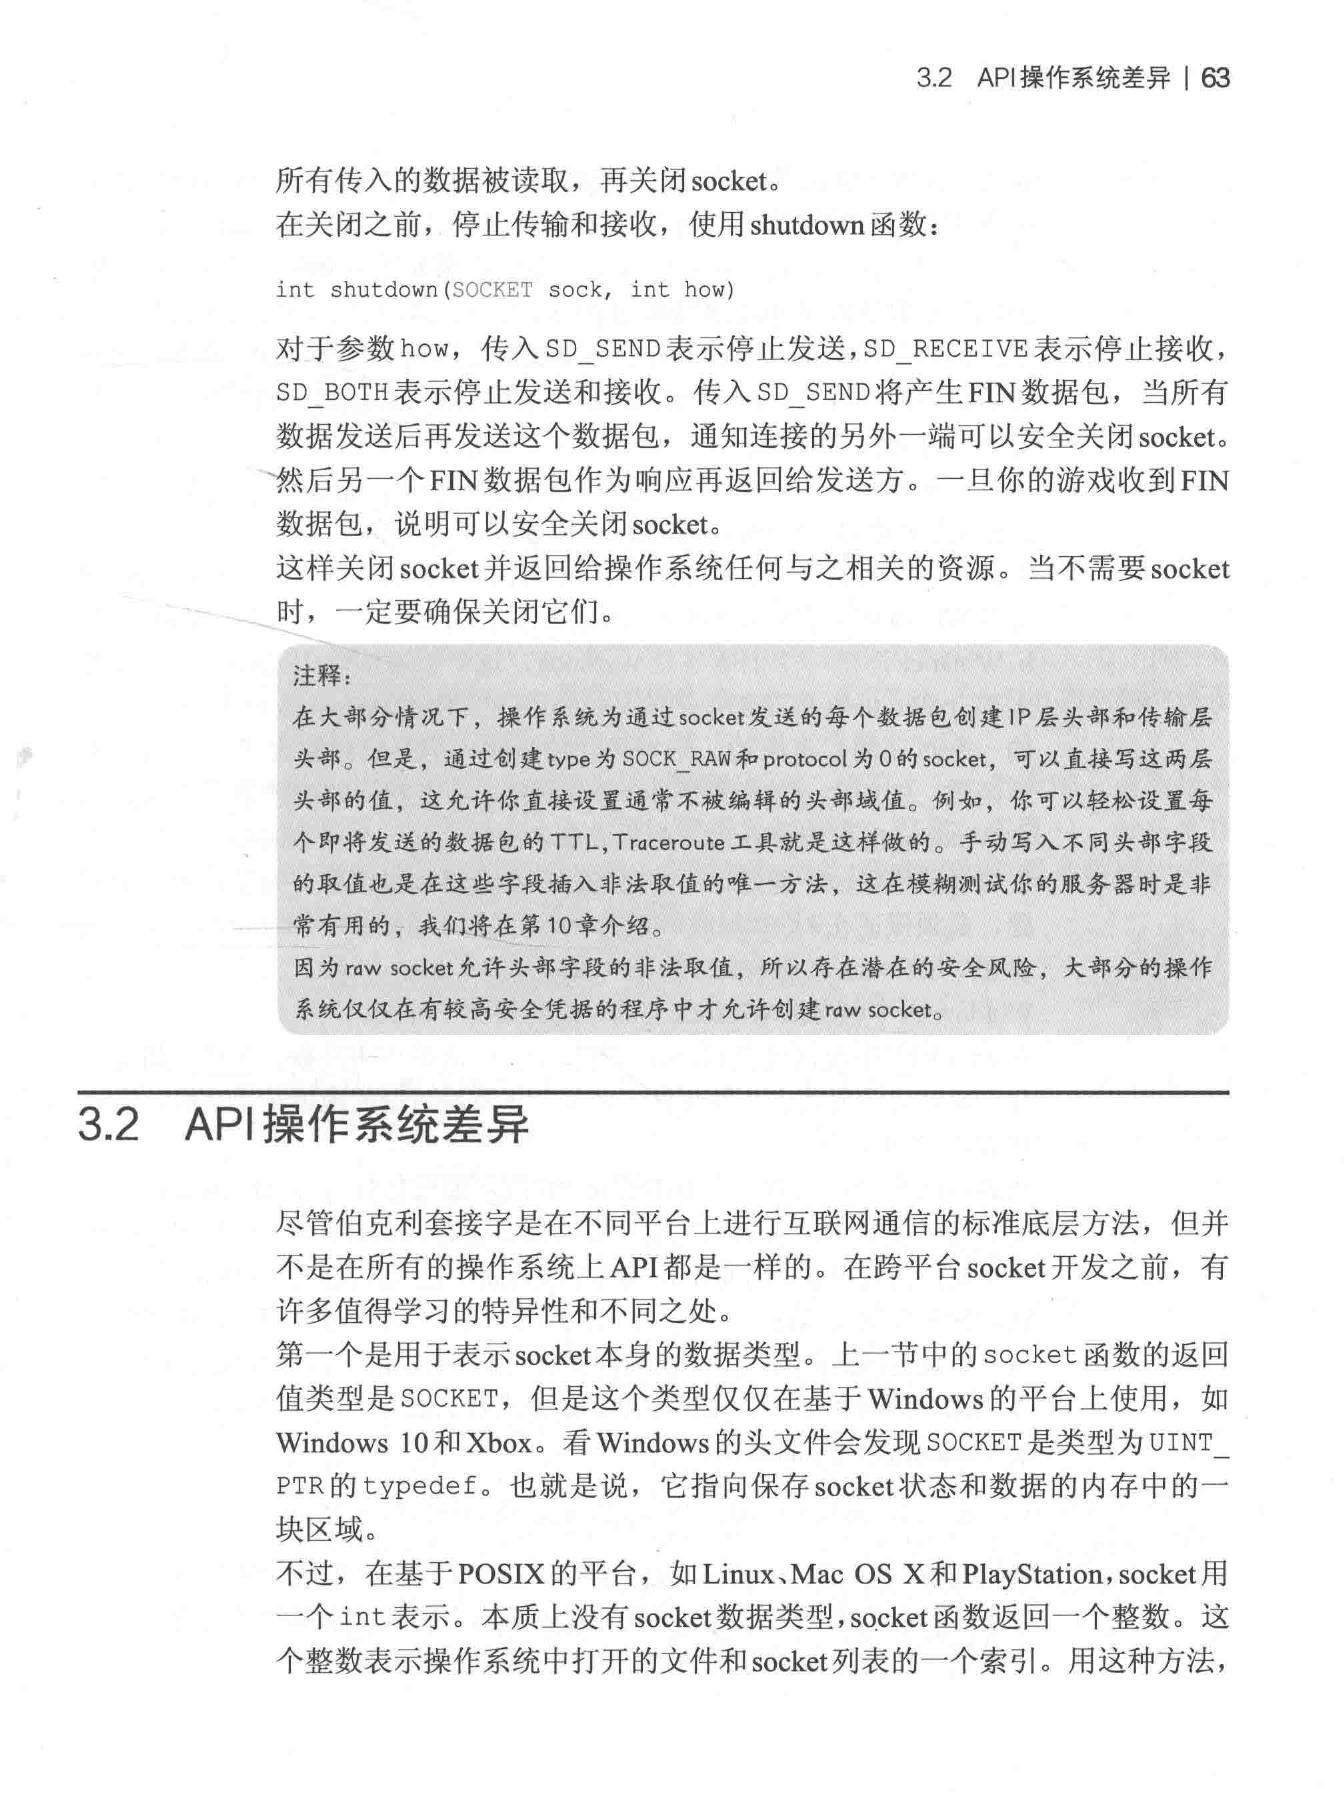 3.2 API操作系统差异 | 63
所有传入的数据被读取，再关闭socket。
在关闭之前，停止传输和接收，使用shutdown函数：
int shutdown(SOCKET sock, int how)
对于参数how，传入SD_SEND表示停止发送，SD_RECEIVE表示停止接收，
SD_BOTH表示停止发送和接收。传入SD_SEND将产生FIN数据包，当所有
数据发送后再发送这个数据包，通知连接的另外一端可以安全关闭socket。
然后另一个FIN数据包作为响应再返回给发送方。一旦你的游戏收到FIN
数据包，说明可以安全关闭socket。
这样关闭socket并返回给操作系统任何与之相关的资源。当不需要socket
时，一定要确保关闭它们。
注释：
在大部分情况下，操作系统为通过socket发送的每个数据包创建IP层头部和传输层
头部。但是，通过创建type为SOCK_RAW和protocol为0的socket，可以直接写这两层
头部的值，这允许你直接设置通常不被编辑的头部域值。例如，你可以轻松设置每
个即将发送的数据包的TTL，Traceroute工具就是这样做的。手动写入不同头部字段
的取值也是在这些字段插入非法取值的唯一方法，这在模糊测试你的服务器时是非
常有用的，我们将在第10章介绍。
因为raw socket允许头部字段的非法取值，所以存在潜在的安全风险，大部分的操作
系统仅仅在有较高安全凭据的程序中才允许创建raw socket。
3.2 API操作系统差异
尽管伯克利套接字是在不同平台上进行互联网通信的标准底层方法，但并
不是在所有的操作系统上API都是一样的。在跨平台socket开发之前，有
许多值得学习的特异性和不同之处。
第一个是用于表示socket本身的数据类型。上一节中的socket函数的返回
值类型是SOCKET，但是这个类型仅仅在基于Windows的平台上使用，如
Windows 10和Xbox。看Windows的头文件会发现SOCKET是类型为UINT_
PTR的typedef。也就是说，它指向保存socket状态和数据的内存中的一
块区域。
不过，在基于POSIX的平台，如Linux、Mac OS X和PlayStation，socket用
一个int表示。本质上没有socket数据类型，socket函数返回一个整数。这
个整数表示操作系统中打开的文件和socket列表的一个索引。用这种方法，